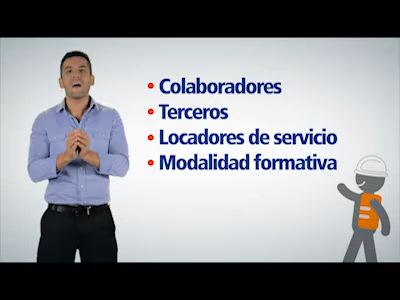 • Colaboradores
• Terceros
• Locadores de servicio
• Modalidad formativa